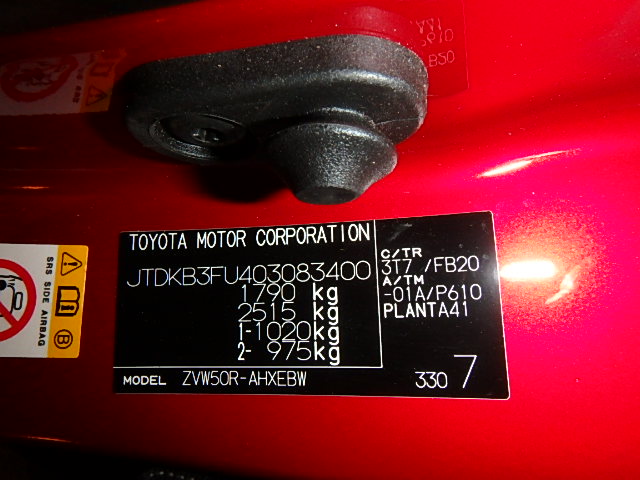 TOYOTA MOTOR CORPORATION
JTDKB3FU403083400
1790 kg
2515 kg
1-1020kg
2- 975kg
MODEL ZVW50R-AHXEBW
C/TR
3T7 /FB20
A/TM
-01A/P610
PLANTA41
330 7
SRS SIDE AIRBAG